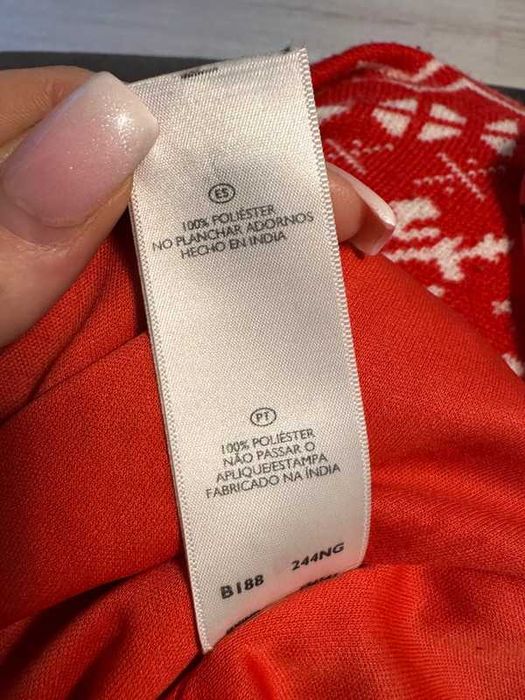 ES
100% POLIÉSTER
NO PLANCHAR ADORNOS
HECHO EN INDIA
PT
100% POLIÉSTER
NÃO PASSAR O
APLIQUE/ESTAMPA
FABRICADO NA ÍNDIA
B188 244NG